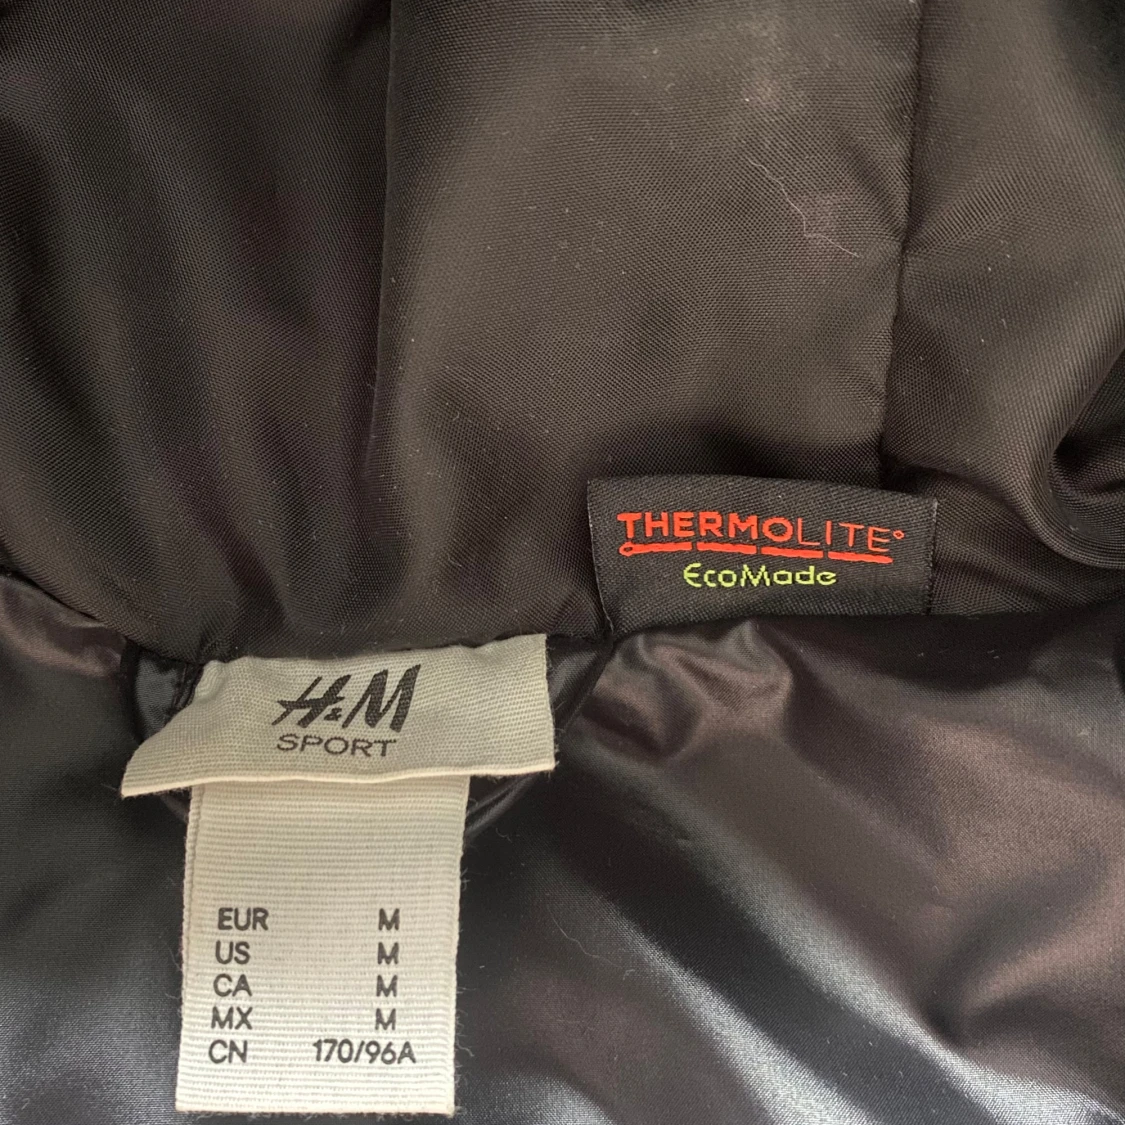 THERMOLITE®
EcoMade
H&M
SPORT
EUR M
US M
CA M
MX M
CN 170/96A